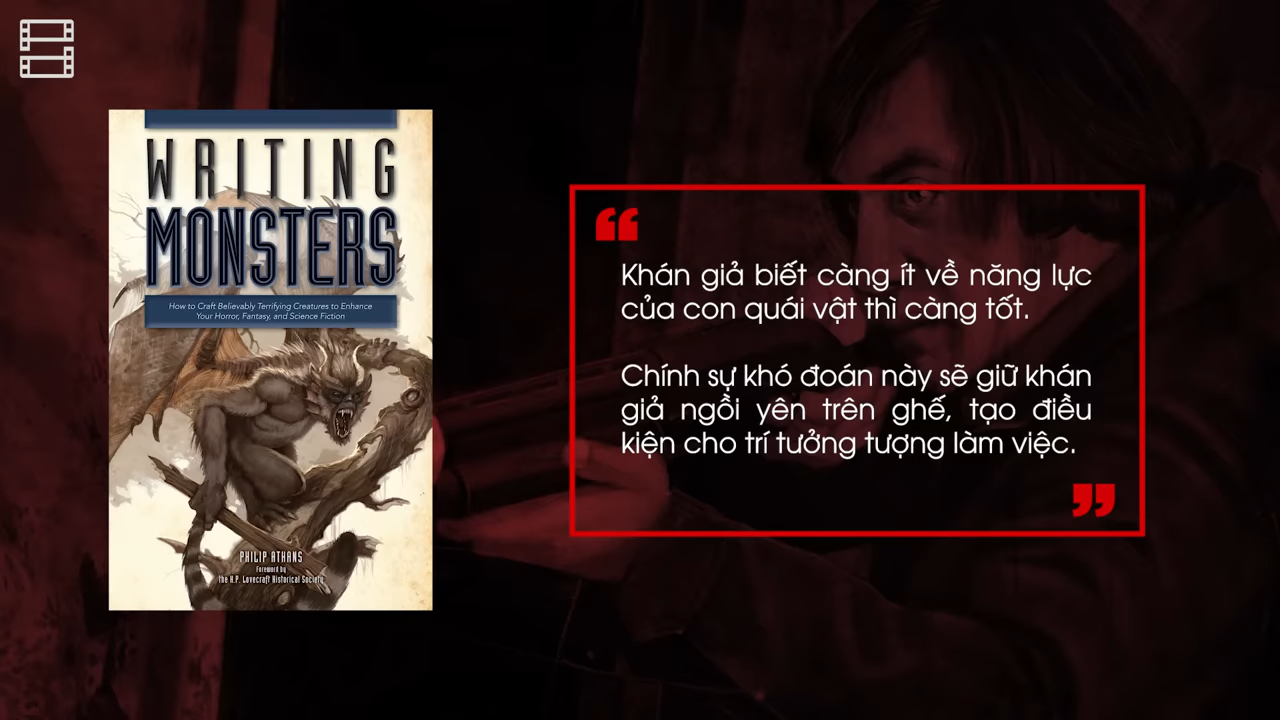 WRITING
MONSTERS
How to Craft Believably Terrifying Creatures to Enhance
Your Horror, Fantasy, and Science Fiction
PHILIP ATHANS
Foreword by
the H.P. Lovecraft Historical Society
“
Khán giả biết càng ít về năng lực
của con quái vật thì càng tốt.
Chính sự khó đoán này sẽ giữ khán
giả ngồi yên trên ghế, tạo điều
kiện cho trí tưởng tượng làm việc.
”